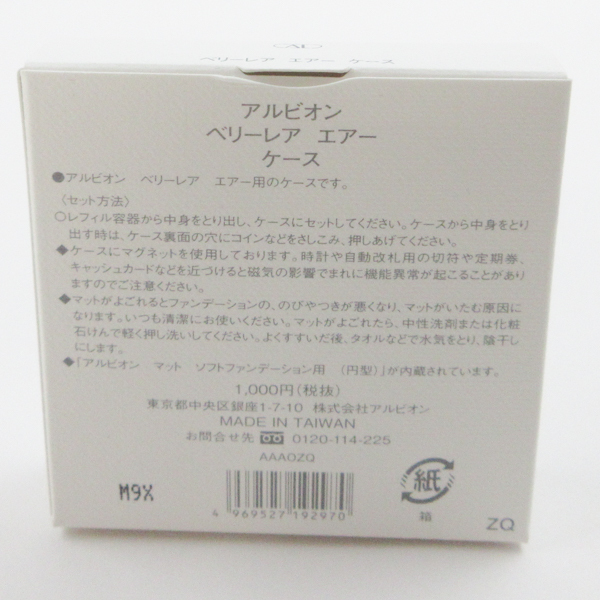 ベリーレア エアー ケース
アルビオン
ベリーレア エアー
ケース
●アルビオン ベリーレア エアー用のケースです。
〈セット方法〉
○レフィル容器から中身をとり出し、ケースにセットしてください。ケースから中身をとり
出す時は、ケース裏面の穴にコインなどをさしこみ、押しあげてください。
◆ケースにマグネットを使用しております。時計や自動改札用の切符や定期券、
キャッシュカードなどを近づけると磁気の影響でまれに機能異常が起こることがあり
ますのでご注意ください。
◆マットがよごれるとファンデーションの、のびやつきが悪くなり、マットがいたむ原因に
なります。いつも清潔にお使いください。マットがよごれたら、中性洗剤または化粧
石けんで軽く押し洗いしてください。よくすすいだ後、タオルなどで水気をとり、陰干し
にします。
◆「アルビオン マット ソフトファンデーション用 (円型)」が内蔵されています。
1,000円(税抜)
東京都中央区銀座1-7-10 株式会社アルビオン
MADE IN TAIWAN
お問合せ先 0120-114-225
AAAOZQ
M9X
4 969527 192970
紙
箱
ZQ